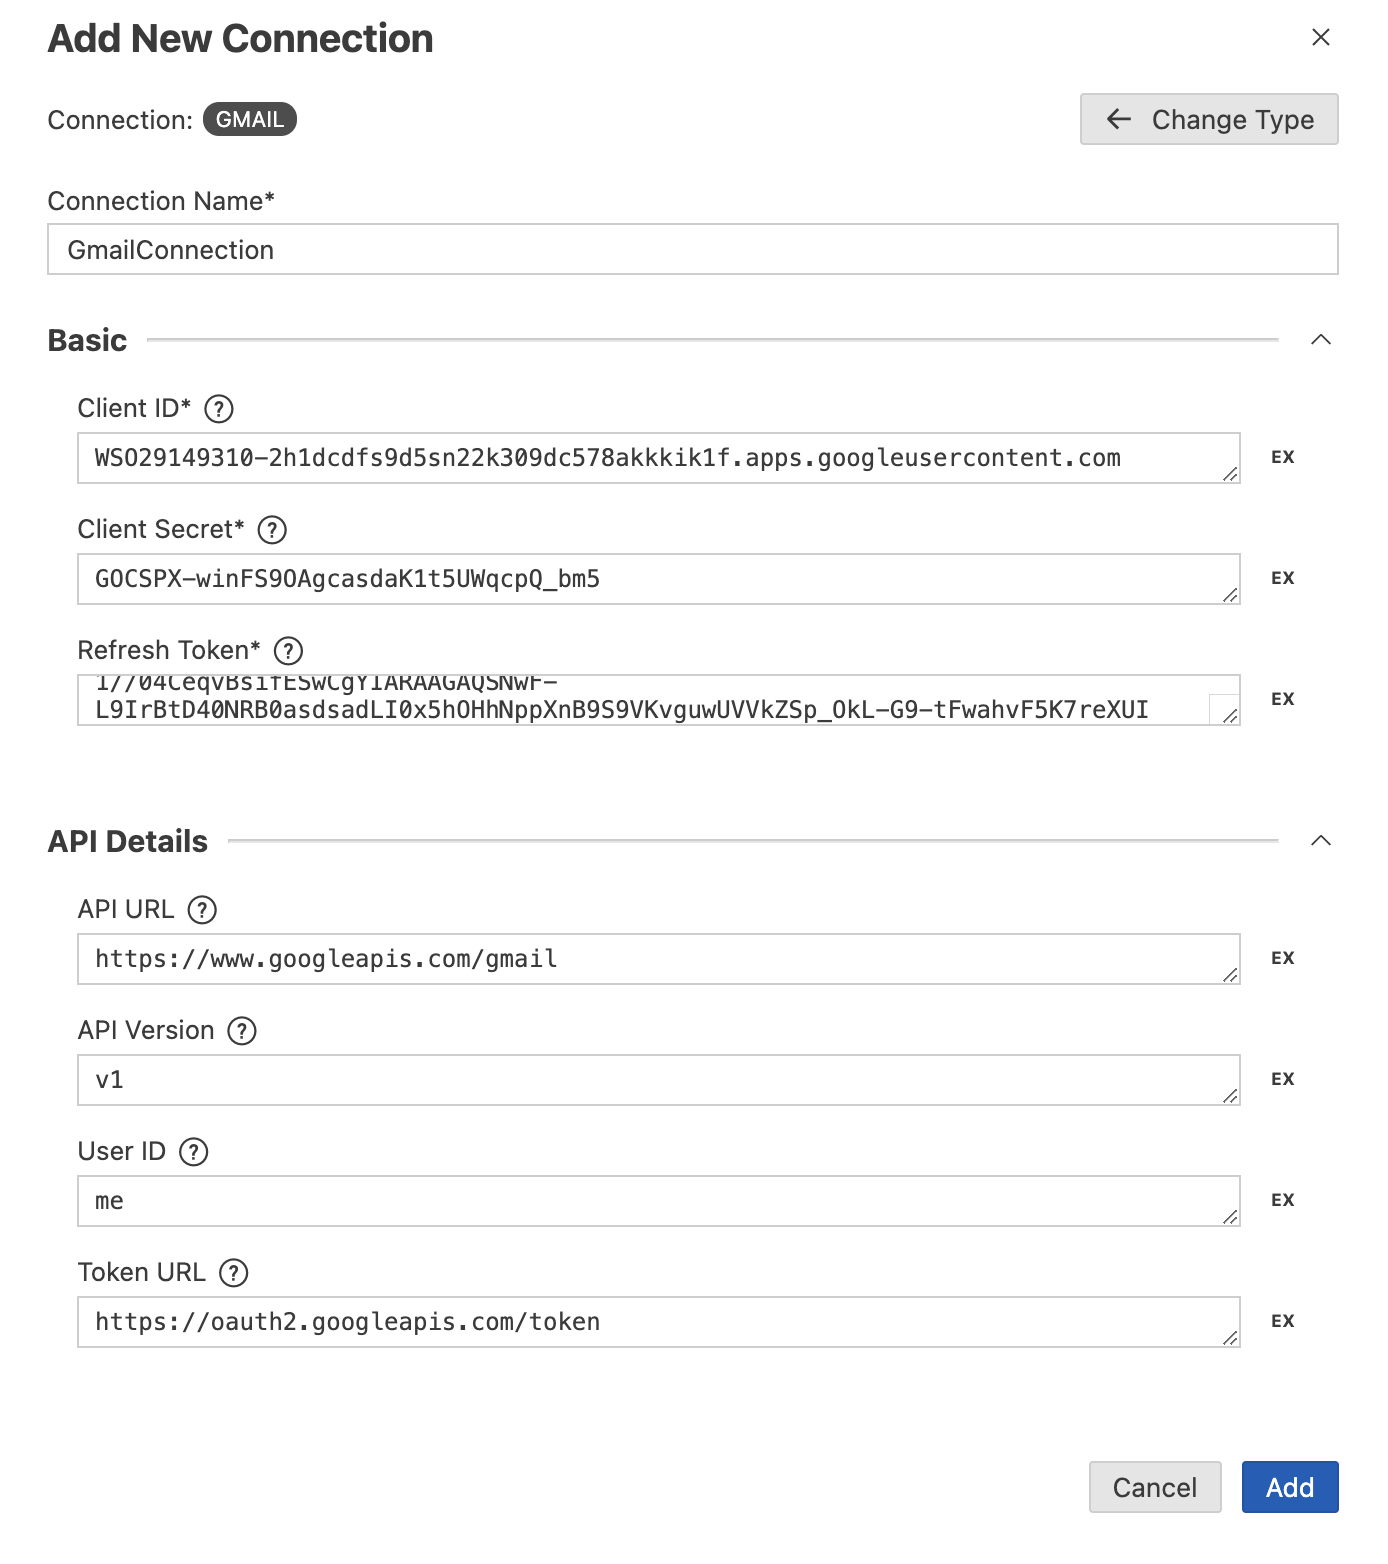 Add New Connection
Connection: GMAIL
← Change Type
Connection Name*
GmailConnection
Basic
Client ID* ?
WSO29149310-2h1dcdfs9d5sn22k309dc578akkkik1f.apps.googleusercontent.com
EX
Client Secret* ?
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
EX
Refresh Token* ?
1//04CeqvBsifESwCgYIARAAGAQSNwF-
L9IrBtD40NRB0asdsadLI0x5hOHhNppXnB9S9VKvguwUVVkZSp_OkL-G9-tFwahvF5K7reXUI
EX
API Details
API URL ?
https://www.googleapis.com/gmail
EX
API Version ?
v1
EX
User ID ?
me
EX
Token URL ?
https://oauth2.googleapis.com/token
EX
Cancel
Add